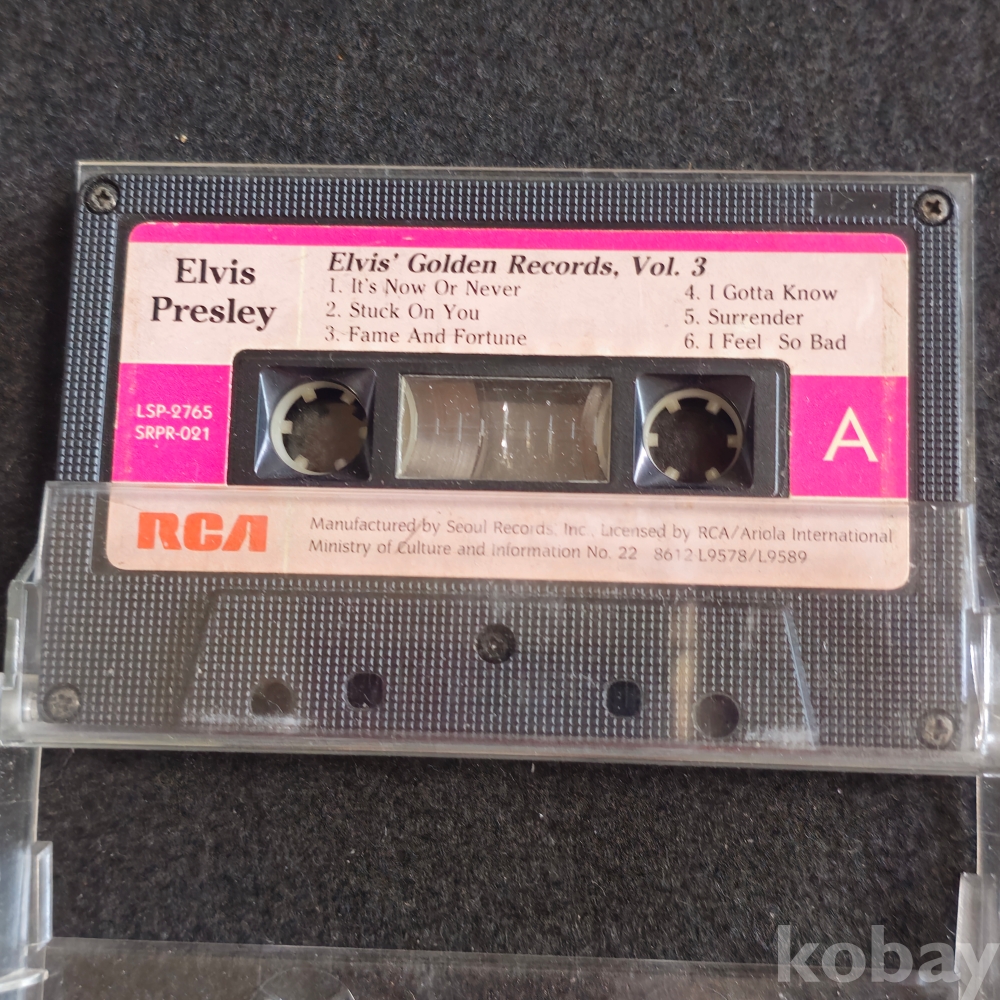 Elvis
Presley
Elvis' Golden Records, Vol. 3
1. It's Now Or Never
2. Stuck On You
3. Fame And Fortune
4. I Gotta Know
5. Surrender
6. I Feel So Bad
LSP-2765
SRPR-021
A
RCA
Manufactured by Seoul Records, Inc., Licensed by RCA/Ariola International
Ministry of Culture and Information No. 22 8612 L9578/L9589
kobay